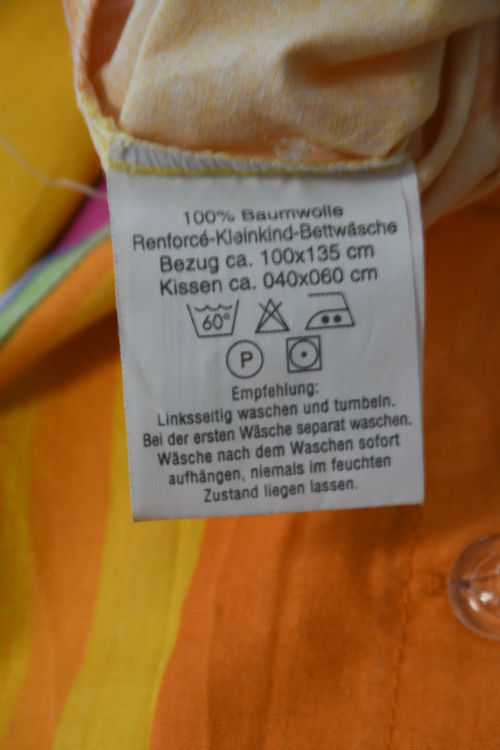 100% Baumwolle
Renforcé-Kleinkind-Bettwäsche
Bezug ca. 100x135 cm
Kissen ca. 040x060 cm
60°
P
Empfehlung:
Linksseitig waschen und tumbeln.
Bei der ersten Wäsche separat waschen.
Wäsche nach dem Waschen sofort
aufhängen, niemals im feuchten
Zustand liegen lassen.